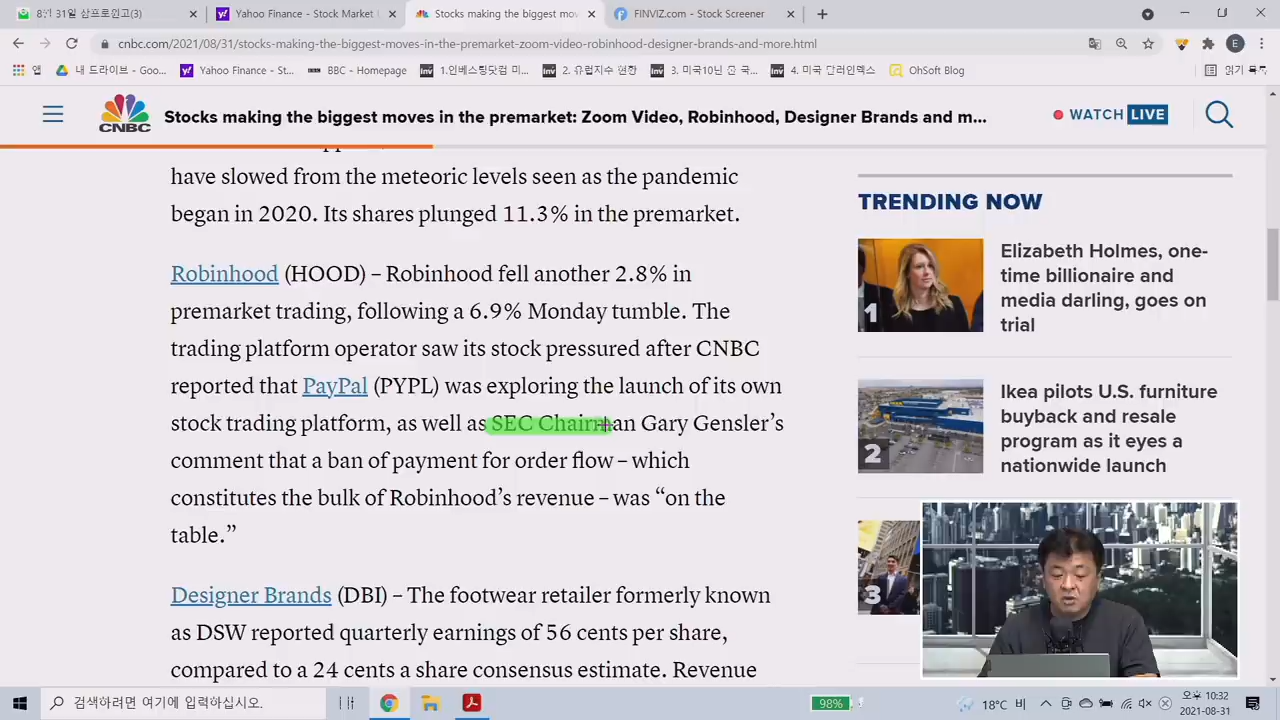 8월 31일 삼프로원고(3)
Yahoo Finance - Stock Market
Stocks making the biggest mov
FINVIZ.com - Stock Screener
cnbc.com/2021/08/31/stocks-making-the-biggest-moves-in-the-premarket-zoom-video-robinhood-designer-brands-and-more.html
E
앱
내 드라이브 - Goo...
Yahoo Finance - St...
BBC - Homepage
1.인베스팅닷컴 미...
2. 유럽지수 현황
3. 미국10년 준 국...
4. 미국 달러인덱스
OhSoft Blog
읽기 목록
CNBC
Stocks making the biggest moves in the premarket: Zoom Video, Robinhood, Designer Brands and m...
WATCH LIVE
have slowed from the meteoric levels seen as the pandemic
began in 2020. Its shares plunged 11.3% in the premarket.
Robinhood (HOOD) – Robinhood fell another 2.8% in
premarket trading, following a 6.9% Monday tumble. The
trading platform operator saw its stock pressured after CNBC
reported that PayPal (PYPL) was exploring the launch of its own
stock trading platform, as well as SEC Chairman Gary Gensler’s
comment that a ban of payment for order flow – which
constitutes the bulk of Robinhood’s revenue – was “on the
table.”
Designer Brands (DBI) – The footwear retailer formerly known
as DSW reported quarterly earnings of 56 cents per share,
compared to a 24 cents a share consensus estimate. Revenue
TRENDING NOW
1
Elizabeth Holmes, one-
time billionaire and
media darling, goes on
trial
2
Ikea pilots U.S. furniture
buyback and resale
program as it eyes a
nationwide launch
3
검색하려면 여기에 입력하십시오.
98%
18°C 비
오후 10:32
2021-08-31